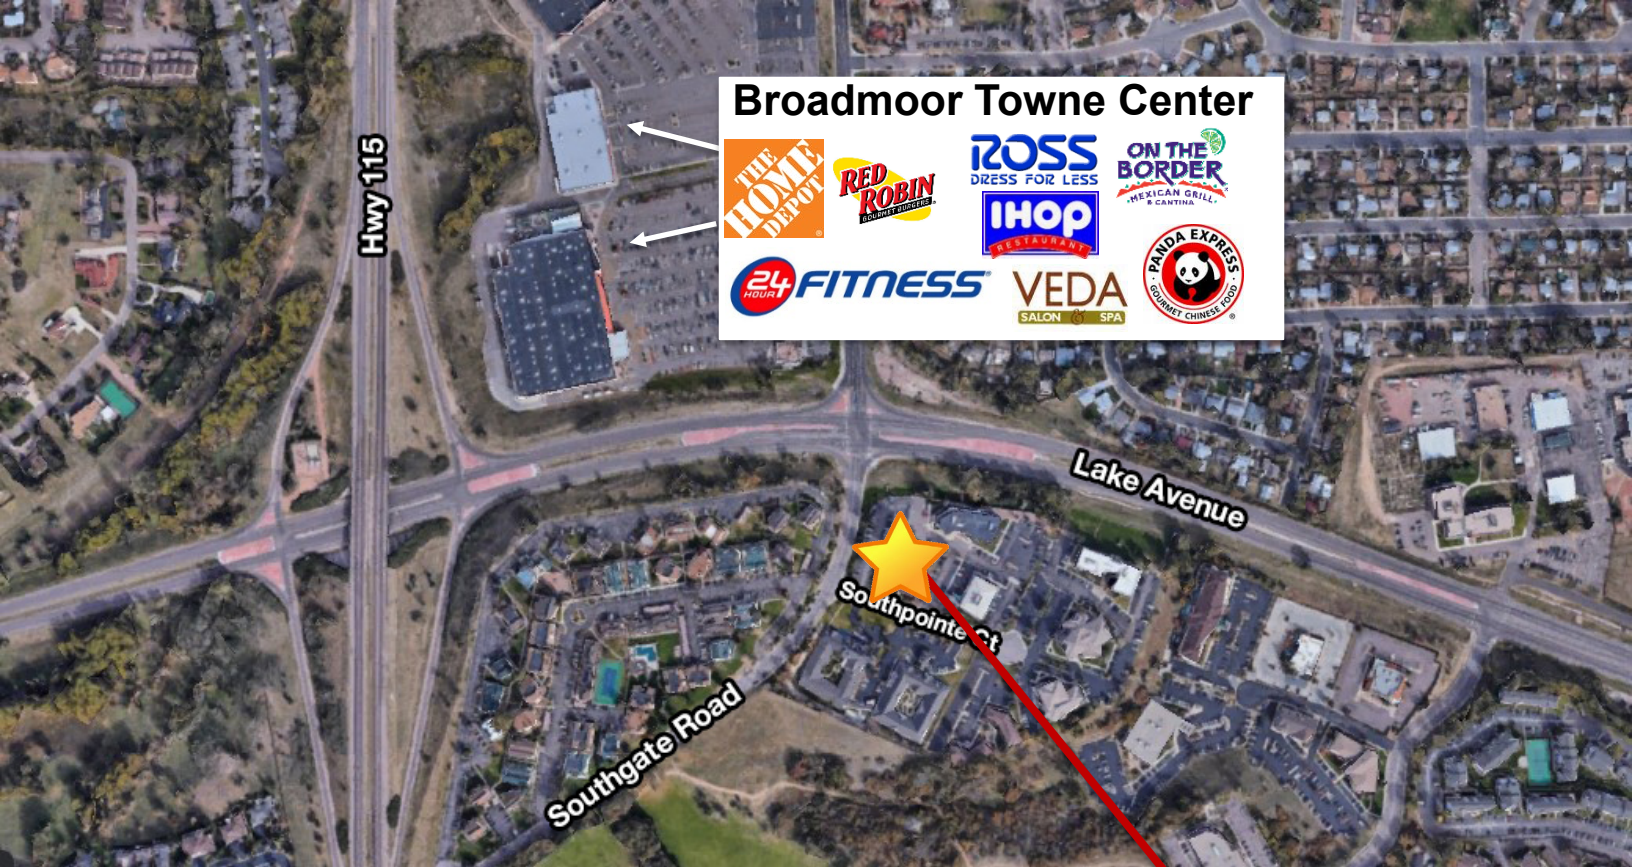 Broadmoor Towne Center
THE
HOME
DEPOT
®
RED
ROBIN
GOURMET BURGERS
®
ROSS
DRESS FOR LESS
ON THE
BORDER
MEXICAN GRILL
& CANTINA
IHOP
RESTAURANT
24
HOUR
FITNESS
®
VEDA
SALON & SPA
PANDA EXPRESS
GOURMET CHINESE FOOD
®
Hwy 115
Lake Avenue
Southpointe Ct
Southgate Road